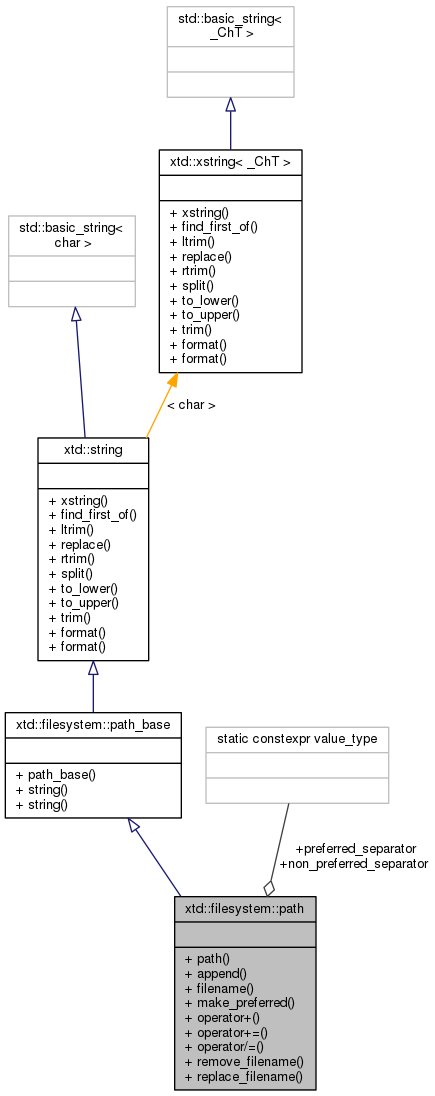 std::basic_string<
_ChT >
xtd::xstring< _ChT >
+ xstring()
+ find_first_of()
+ ltrim()
+ replace()
+ rtrim()
+ split()
+ to_lower()
+ to_upper()
+ trim()
+ format()
+ format()
std::basic_string<
char >
< char >
xtd::string
+ xstring()
+ find_first_of()
+ ltrim()
+ replace()
+ rtrim()
+ split()
+ to_lower()
+ to_upper()
+ trim()
+ format()
+ format()
xtd::filesystem::path_base
+ path_base()
+ string()
+ string()
static constexpr value_type
+preferred_separator
+non_preferred_separator
xtd::filesystem::path
+ path()
+ append()
+ filename()
+ make_preferred()
+ operator+()
+ operator+=()
+ operator/=()
+ remove_filename()
+ replace_filename()